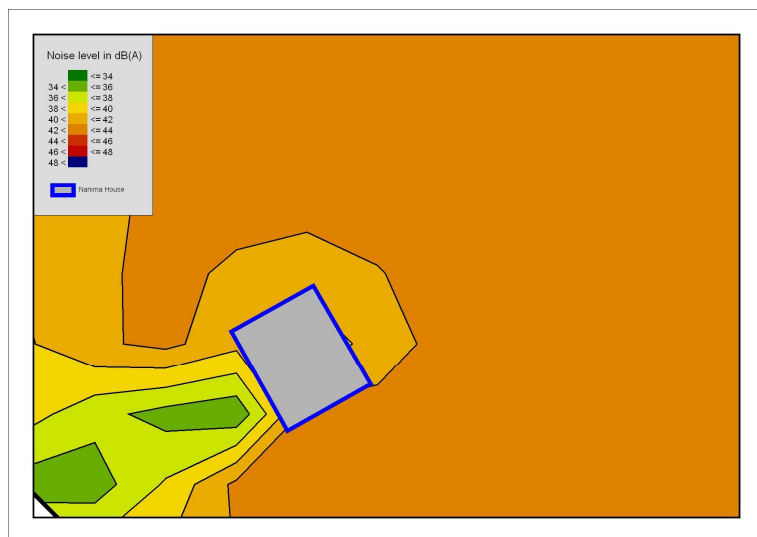 Noise level in dB(A)
<= 34
34 < <= 36
36 < <= 38
38 < <= 40
40 < <= 42
42 < <= 44
44 < <= 46
46 < <= 48
48 <
Nanima House